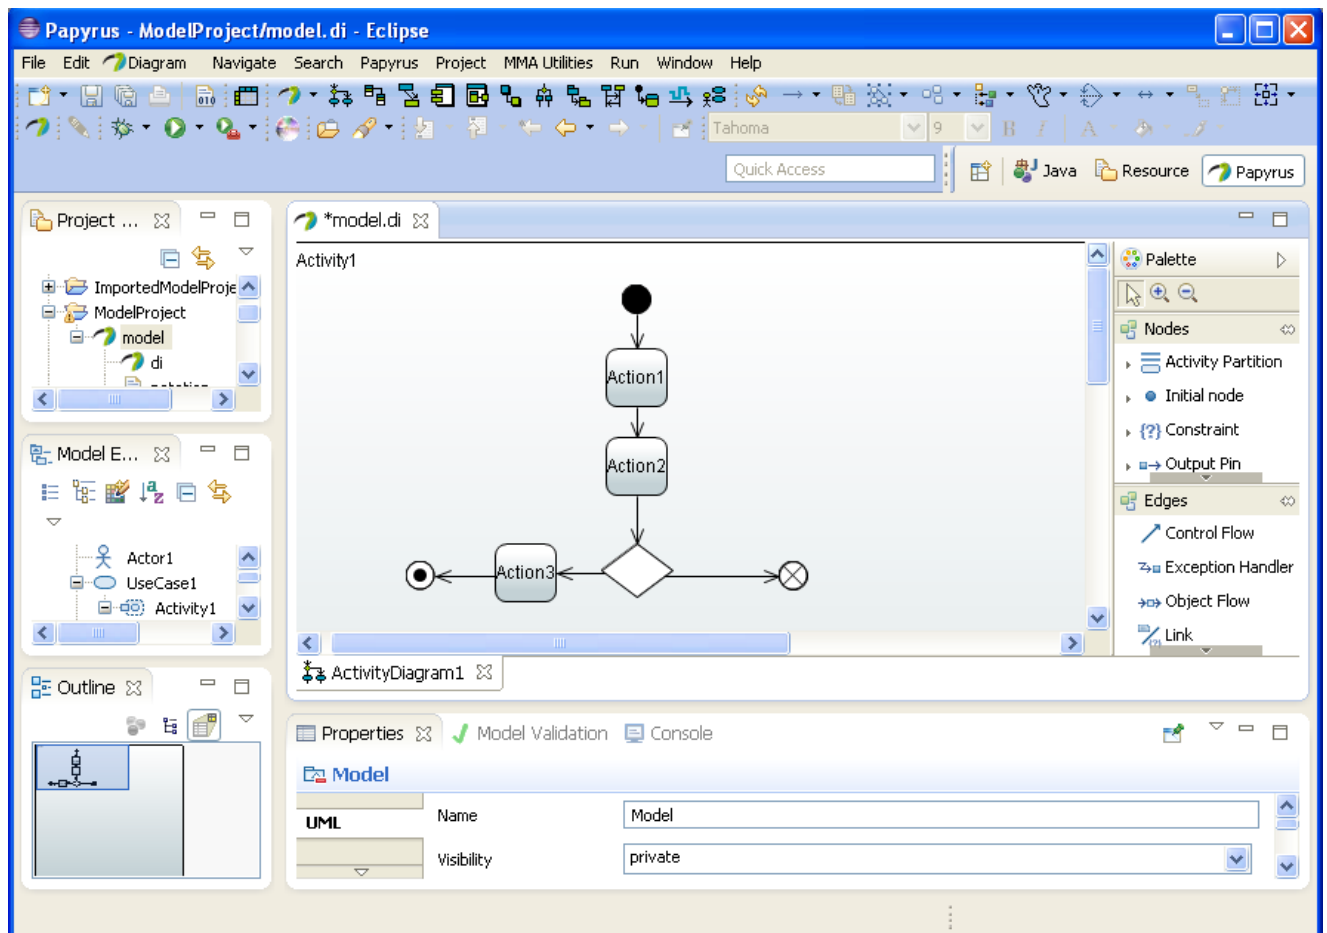 Papyrus - ModelProject/model.di - Eclipse
File Edit Diagram Navigate Search Papyrus Project MMA Utilities Run Window Help
010
Tahoma 9 B I A
Quick Access Java Resource Papyrus
Project ...
ImportedModelProje
ModelProject
model
di
notation
Model E...
Actor1
UseCase1
Activity1
Outline
*model.di
Activity1
Action1
Action2
Action3
ActivityDiagram1
Palette
Nodes
Activity Partition
Initial node
{?} Constraint
Output Pin
Edges
Control Flow
Exception Handler
Object Flow
Link
Properties Model Validation Console
Model
UML
Name Model
Visibility private